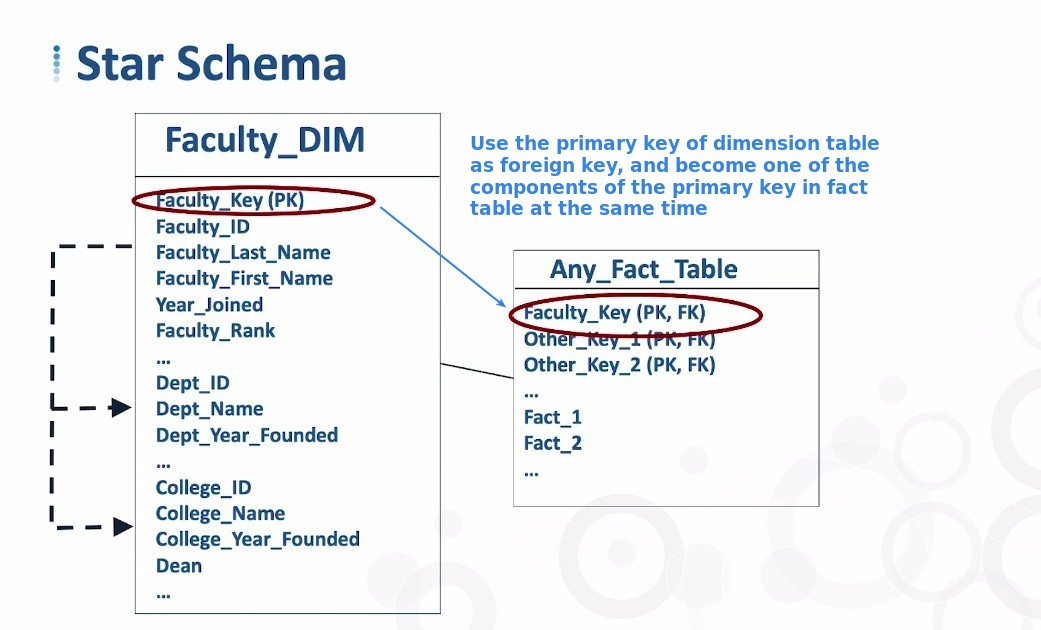 Star Schema
Faculty_DIM
Faculty_Key (PK)
Faculty_ID
Faculty_Last_Name
Faculty_First_Name
Year_Joined
Faculty_Rank
...
Dept_ID
Dept_Name
Dept_Year_Founded
...
College_ID
College_Name
College_Year_Founded
Dean
...
Use the primary key of dimension table
as foreign key, and become one of the
components of the primary key in fact
table at the same time
Any_Fact_Table
Faculty_Key (PK, FK)
Other_Key_1 (PK, FK)
Other_Key_2 (PK, FK)
...
Fact_1
Fact_2
...